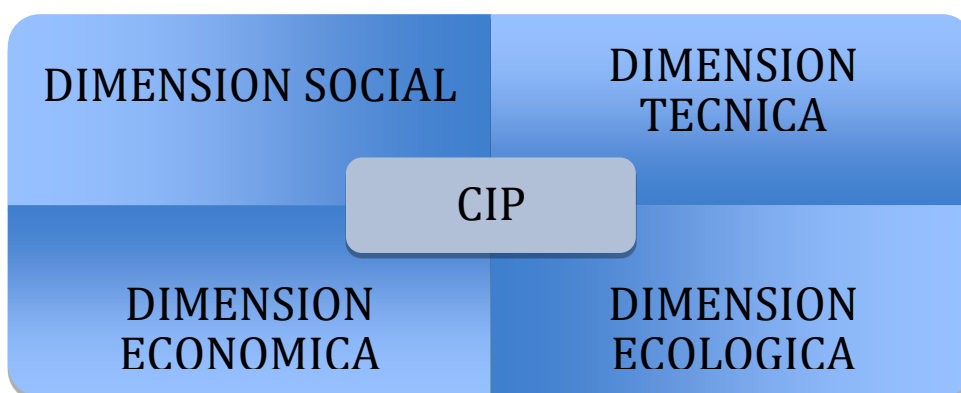 DIMENSION SOCIAL
DIMENSION
TECNICA
CIP
DIMENSION
ECONOMICA
DIMENSION
ECOLOGICA